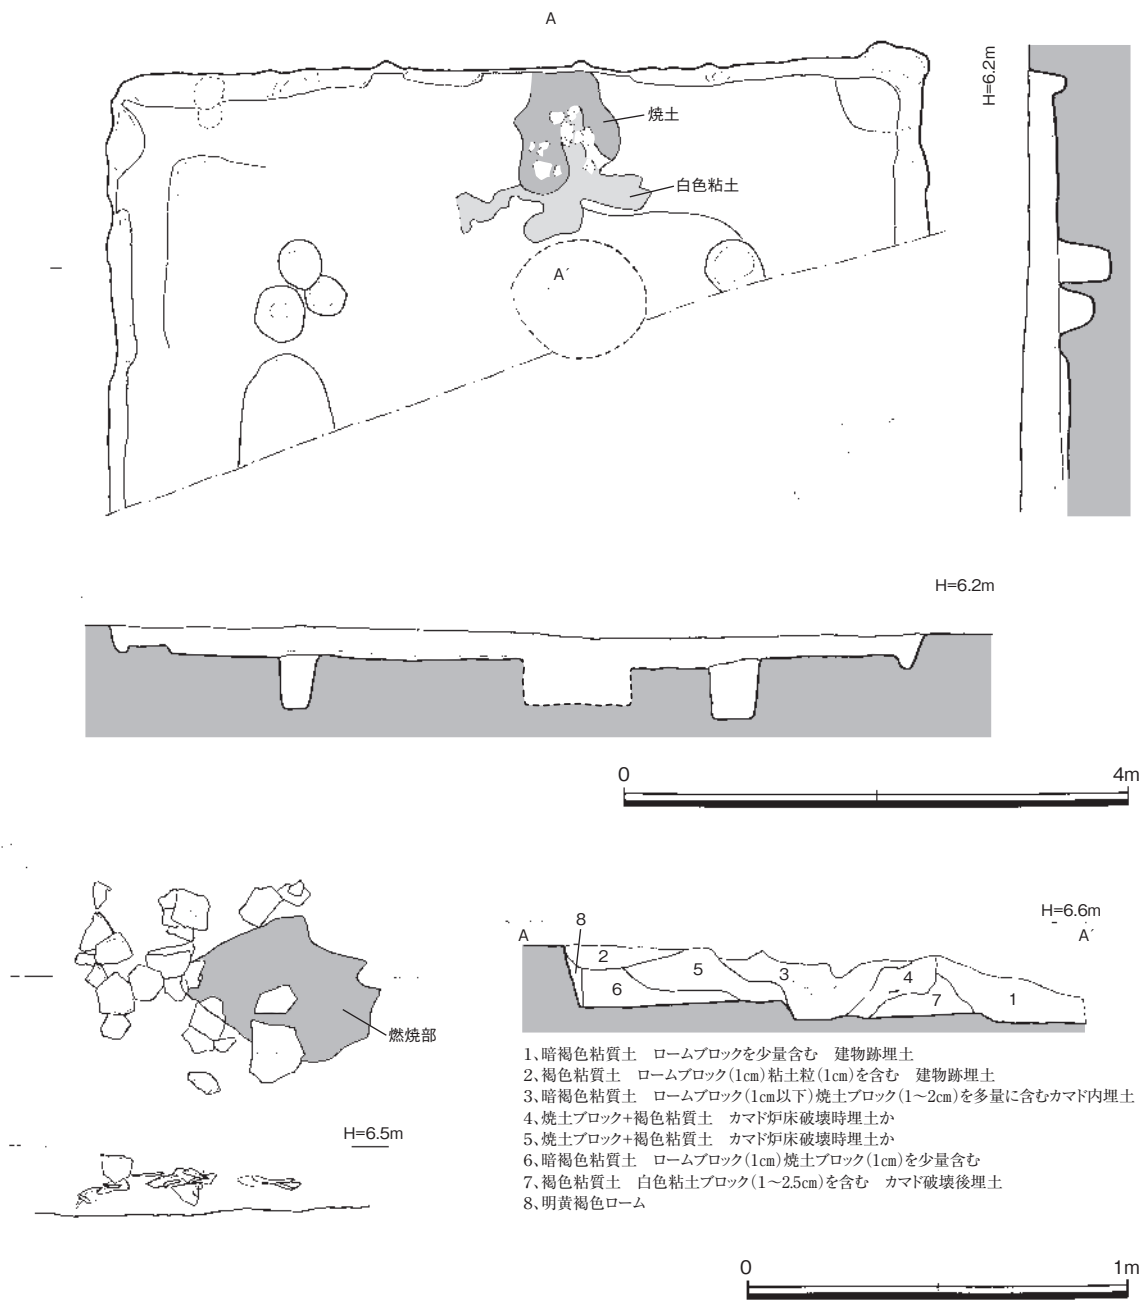 A
H=6.2m
焼土
白色粘土
A´
H=6.2m
0 4m
燃焼部
H=6.5m
H=6.6m
A A´
8
2
5
3
6
4
7
1
1、暗褐色粘質土　ロームブロックを少量含む　建物跡埋土
2、褐色粘質土　ロームブロック(1㎝)粘土粒(1㎝)を含む　建物跡埋土
3、暗褐色粘質土　ロームブロック(1㎝以下)焼土ブロック(1～2㎝)を多量に含むカマド内埋土
4、焼土ブロック+褐色粘質土　カマド炉床破壊時埋土か
5、焼土ブロック+褐色粘質土　カマド炉床破壊時埋土か
6、暗褐色粘質土　ロームブロック(1㎝)焼土ブロック(1㎝)を少量含む
7、褐色粘質土　白色粘土ブロック(1～2.5㎝)を含む　カマド破壊後埋土
8、明黄褐色ローム
0 1m